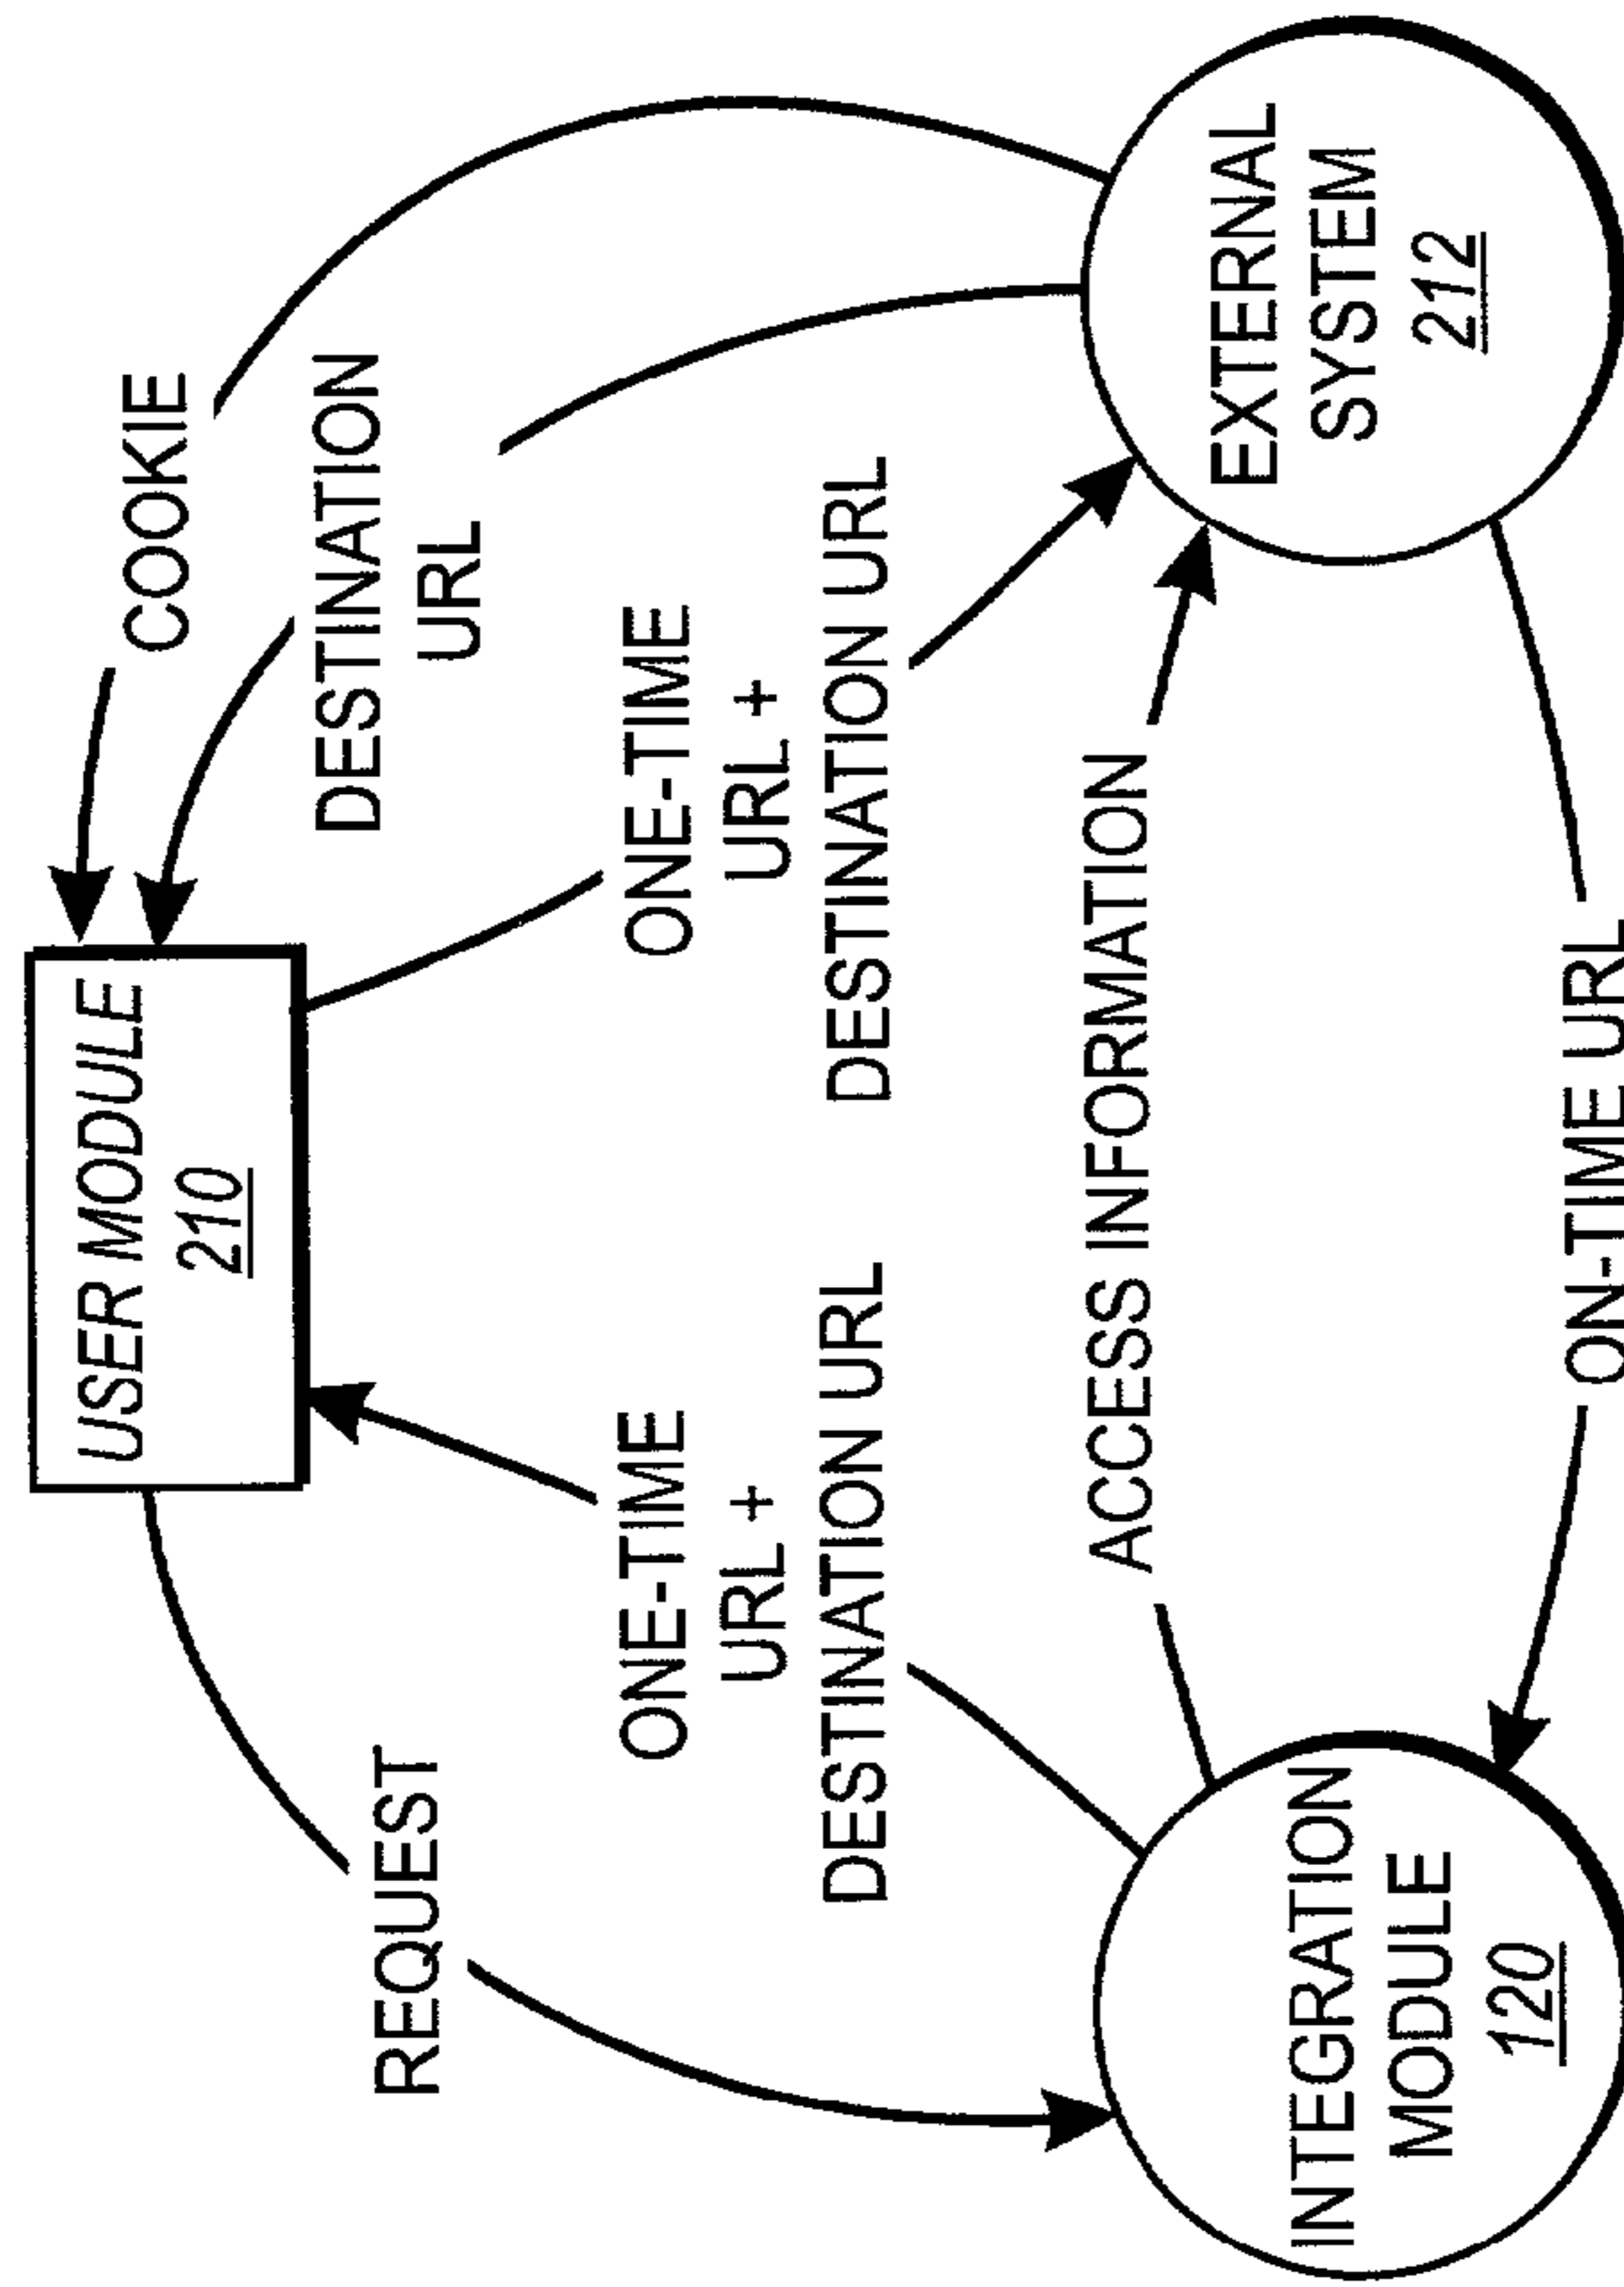 USER MODULE
210
COOKIE
REQUEST
DESTINATION
URL
ONE-TIME
URL +
DESTINATION URL
ONE-TIME
URL +
DESTINATION URL
ACCESS INFORMATION
INTEGRATION
MODULE
120
EXTERNAL
SYSTEM
212
ON-TIME URL